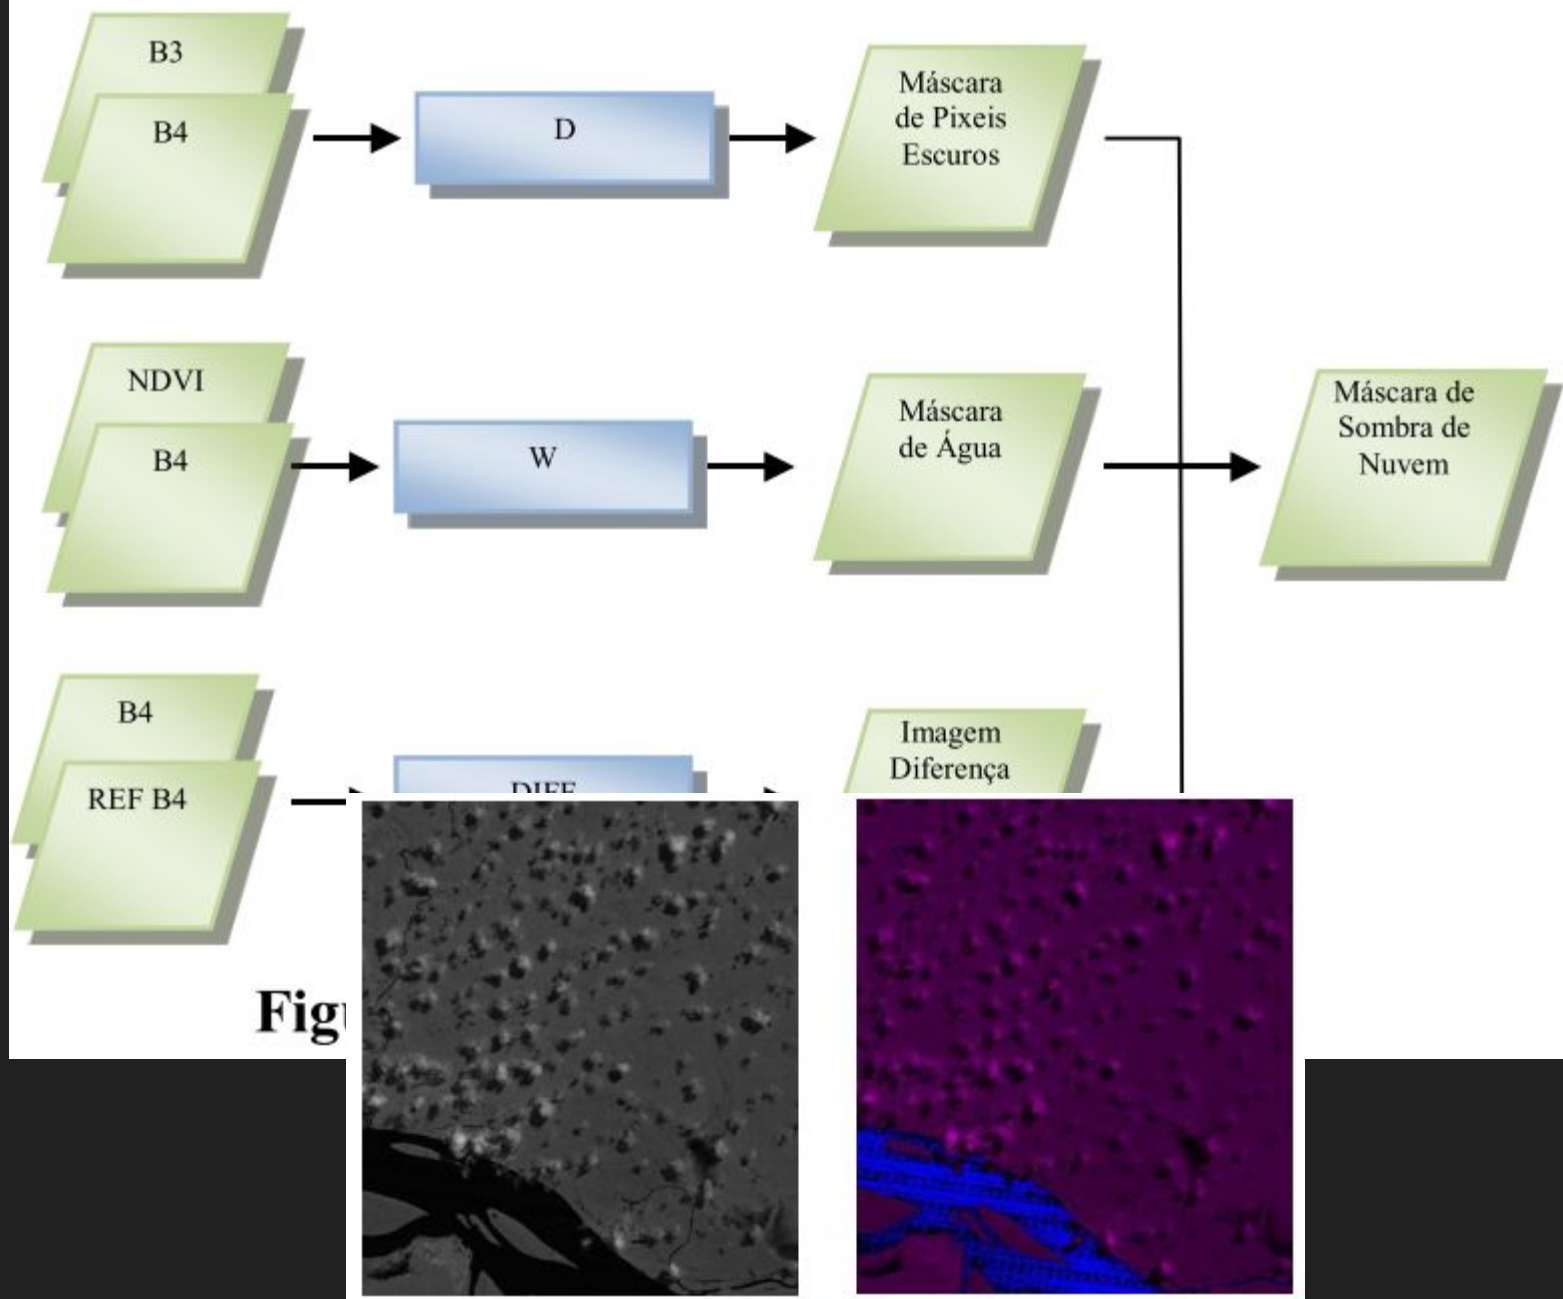 B3
B4
D
Máscara
de Pixeis
Escuros
NDVI
B4
W
Máscara
de Água
Máscara de
Sombra de
Nuvem
B4
REF B4
Imagem
Diferença